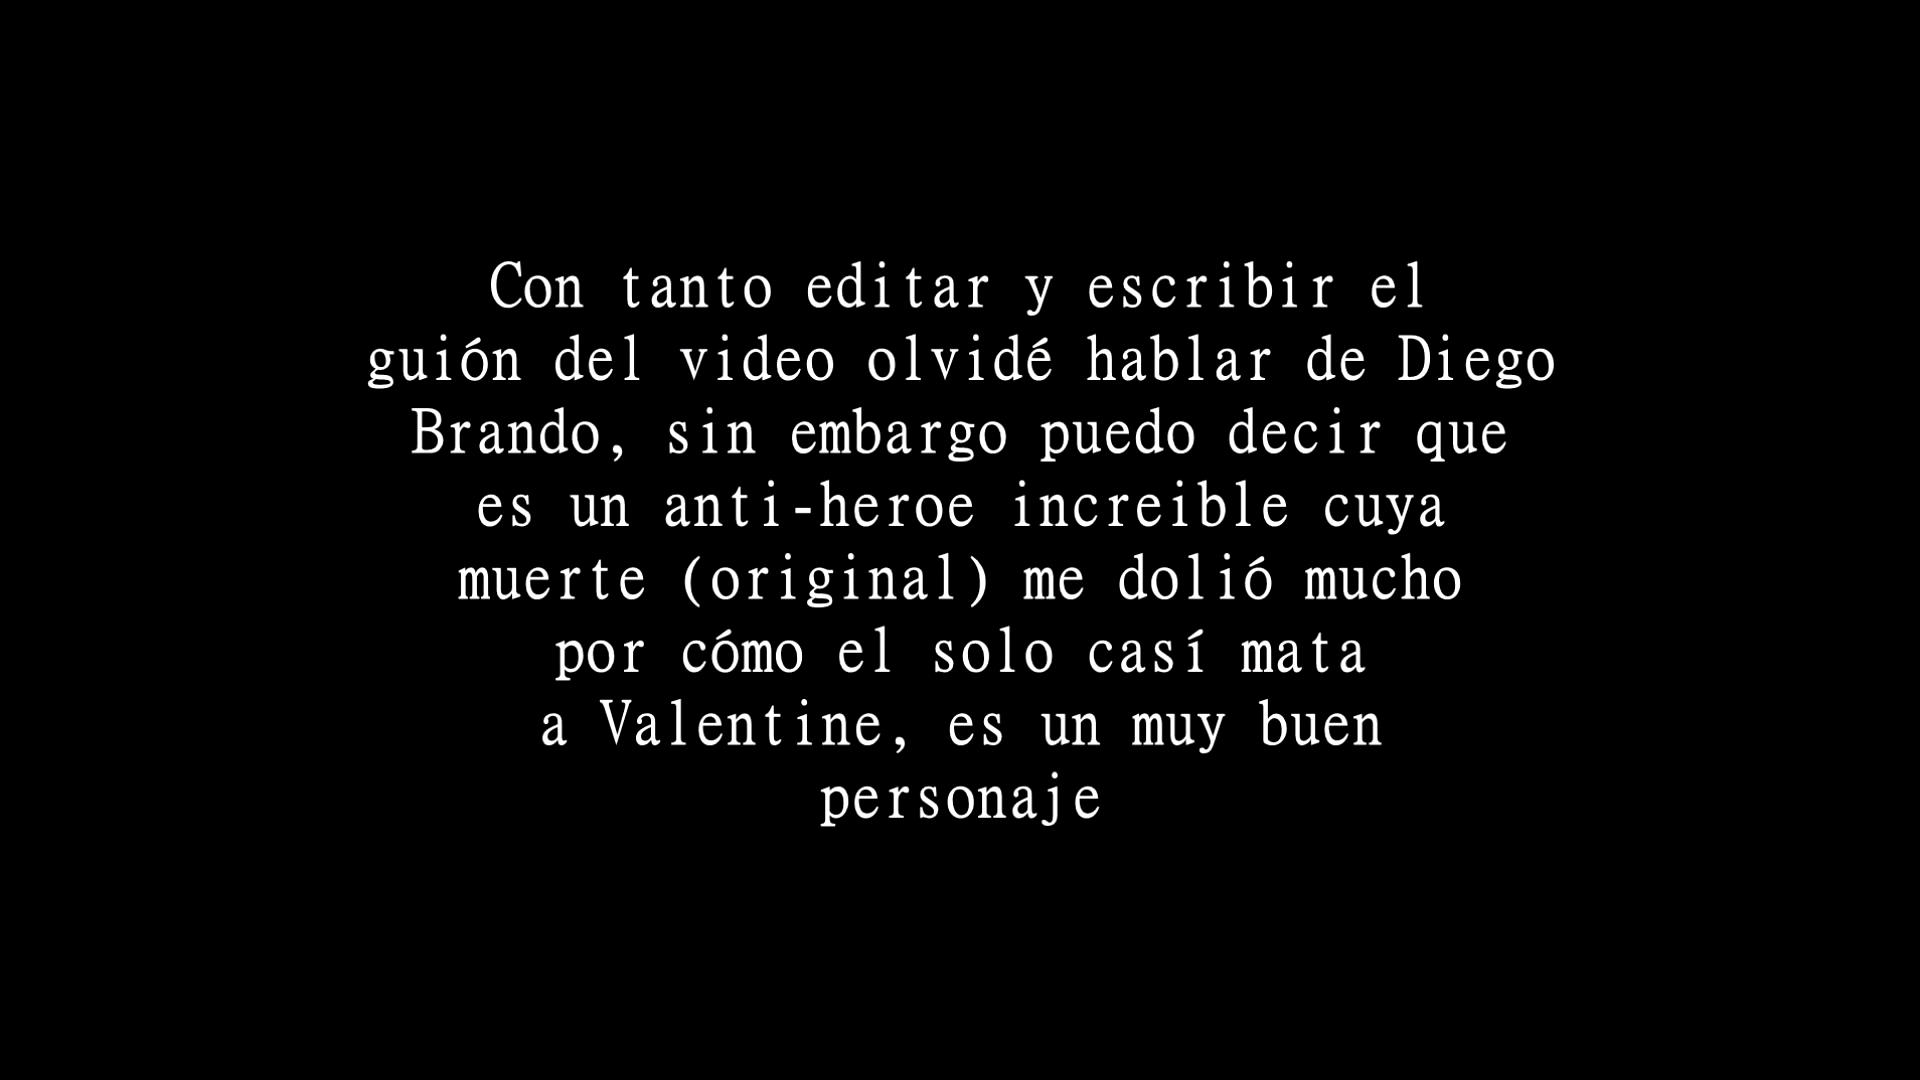 Con tanto editar y escribir el
guión del video olvidé hablar de Diego
Brando, sin embargo puedo decir que
es un anti-heroe increible cuya
muerte (original) me dolió mucho
por cómo el solo casí mata
a Valentine, es un muy buen
personaje